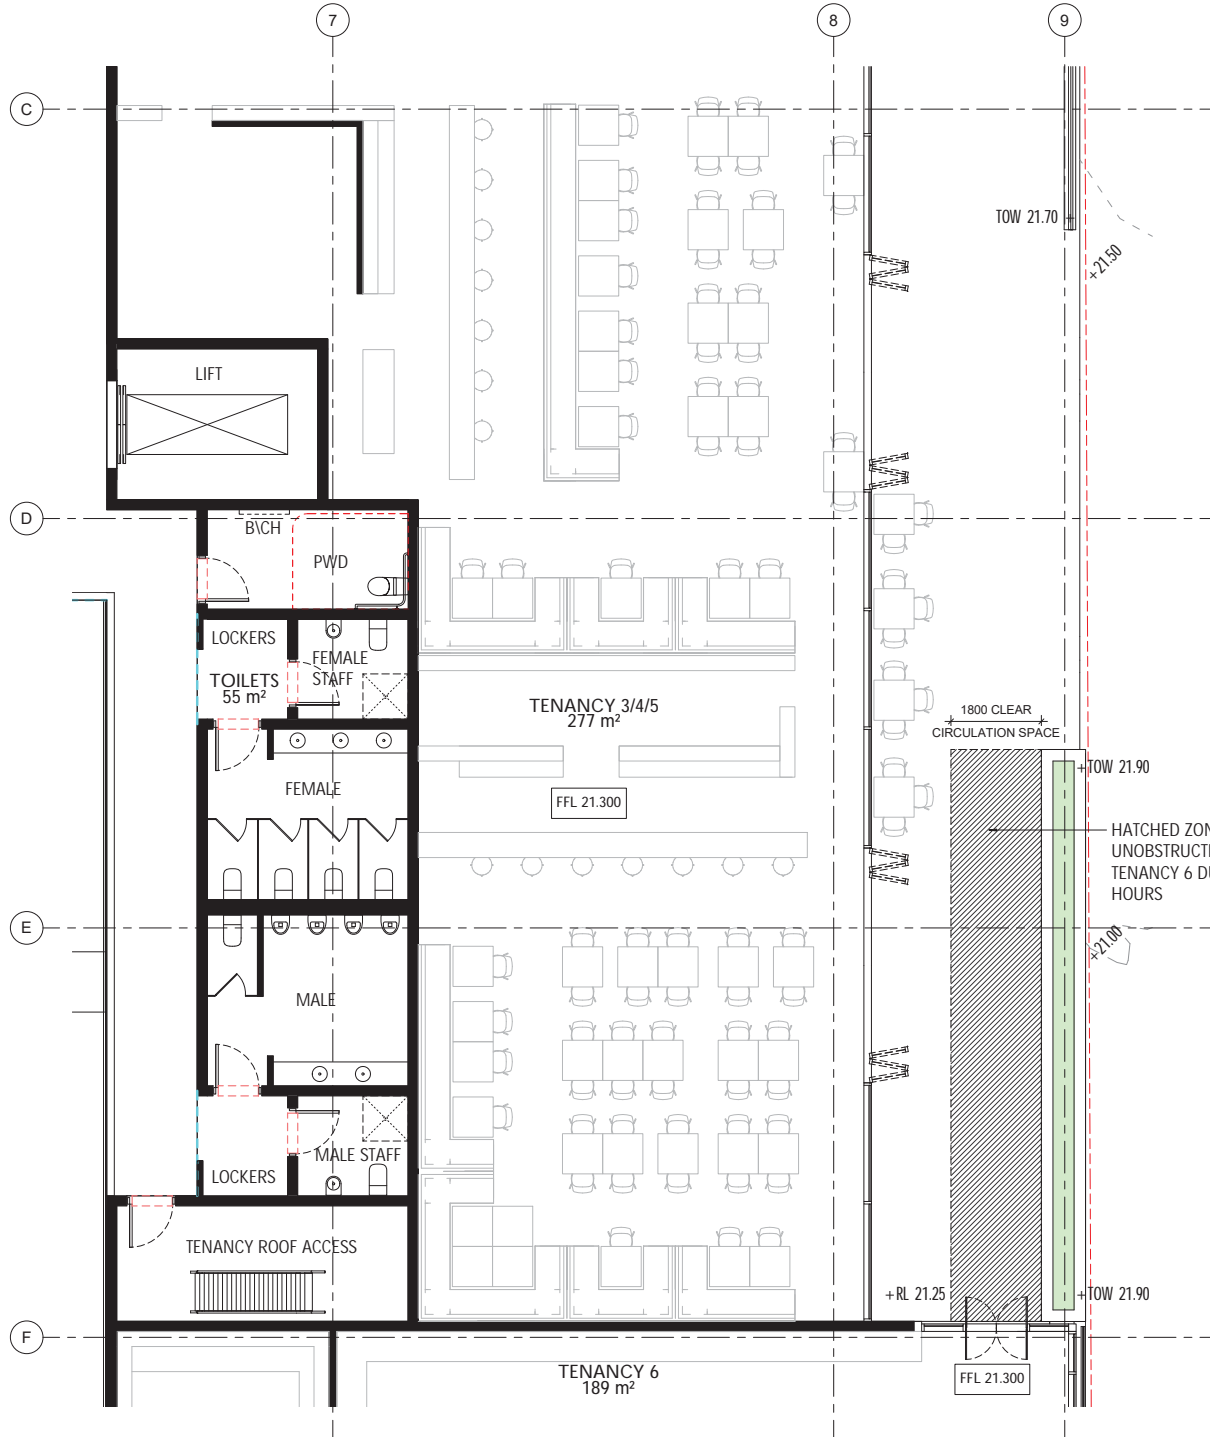 7
8
9
C
TOW 21.70
+21.50
LIFT
D
B\CH
PWD
LOCKERS
FEMALE
STAFF
TOILETS
55 m²
TENANCY 3/4/5
277 m²
1800 CLEAR
CIRCULATION SPACE
+TOW 21.90
FEMALE
FFL 21.300
HATCHED ZON
UNOBSTRUCT
TENANCY 6 DU
HOURS
E
+21.00
MALE
MALE STAFF
LOCKERS
TENANCY ROOF ACCESS
+RL 21.25
+TOW 21.90
F
TENANCY 6
189 m²
FFL 21.300